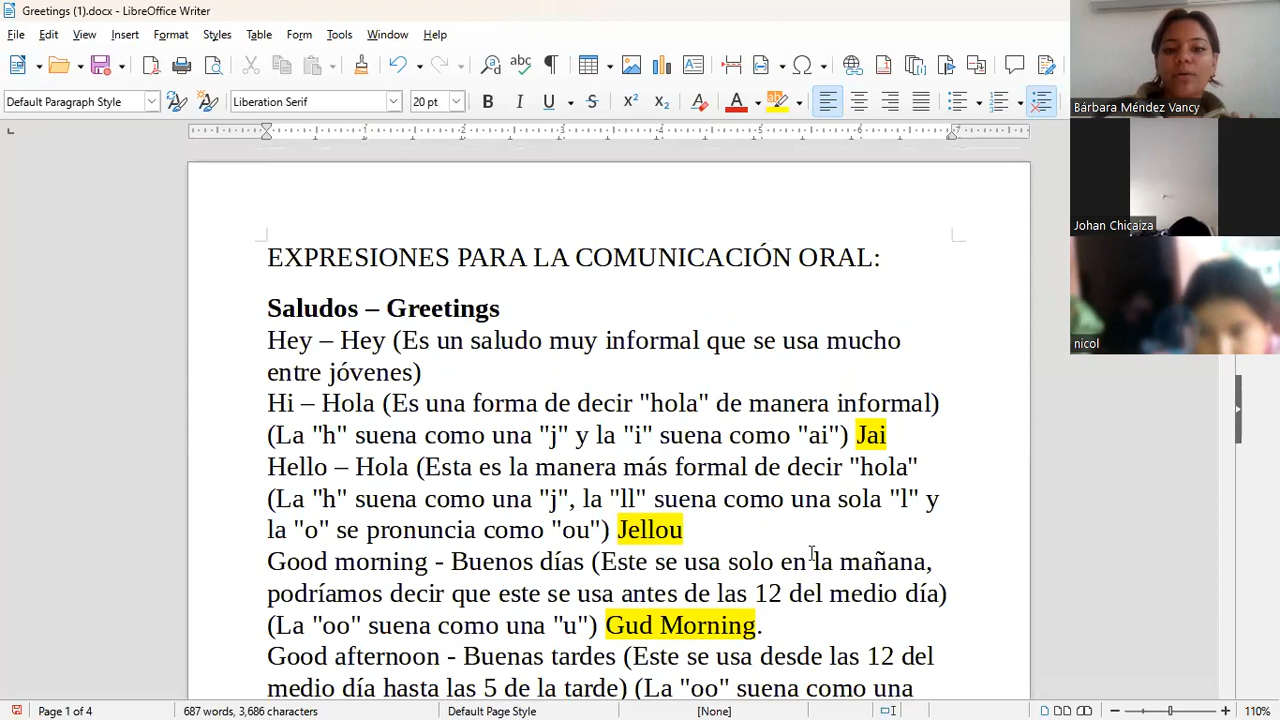 Greetings (1).docx - LibreOffice Writer
File Edit View Insert Format Styles Table Form Tools Window Help
Default Paragraph Style Liberation Serif 20 pt
EXPRESIONES PARA LA COMUNICACIÓN ORAL:
Saludos – Greetings
Hey – Hey (Es un saludo muy informal que se usa mucho
entre jóvenes)
Hi – Hola (Es una forma de decir "hola" de manera informal)
(La "h" suena como una "j" y la "i" suena como "ai") Jai
Hello – Hola (Esta es la manera más formal de decir "hola"
(La "h" suena como una "j", la "ll" suena como una sola "l" y
la "o" se pronuncia como "ou") Jellou
Good morning - Buenos días (Este se usa solo en la mañana,
podríamos decir que este se usa antes de las 12 del medio día)
(La "oo" suena como una "u") Gud Morning.
Good afternoon - Buenas tardes (Este se usa desde las 12 del
medio día hasta las 5 de la tarde) (La "oo" suena como una
Bárbara Méndez Vancy
Johan Chicaiza
nicol
Page 1 of 4 687 words, 3,686 characters Default Page Style [None] 110%